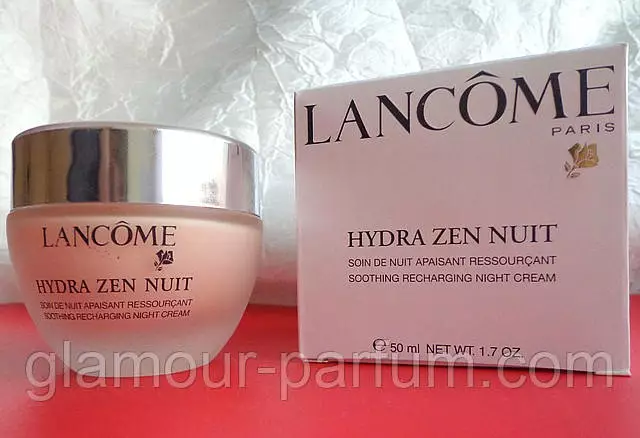 LANCÔME
HYDRA ZEN NUIT
SOIN DE NUIT APAISANT RESSOURÇANT
SOOTHING RECHARGING NIGHT CREAM
LANCÔME
PARIS
HYDRA ZEN NUIT
SOIN DE NUIT APAISANT RESSOURÇANT
SOOTHING RECHARGING NIGHT CREAM
e 50 ml NET WT. 1.7 OZ.
glamour-parfum.com